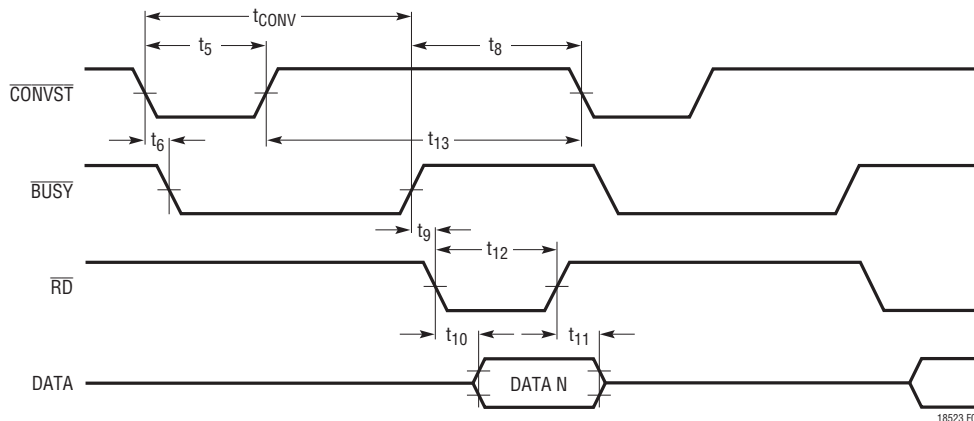 tCONV
t5
t8
CONVST
t6
t13
BUSY
t9
t12
RD
t10
t11
DATA
DATA N